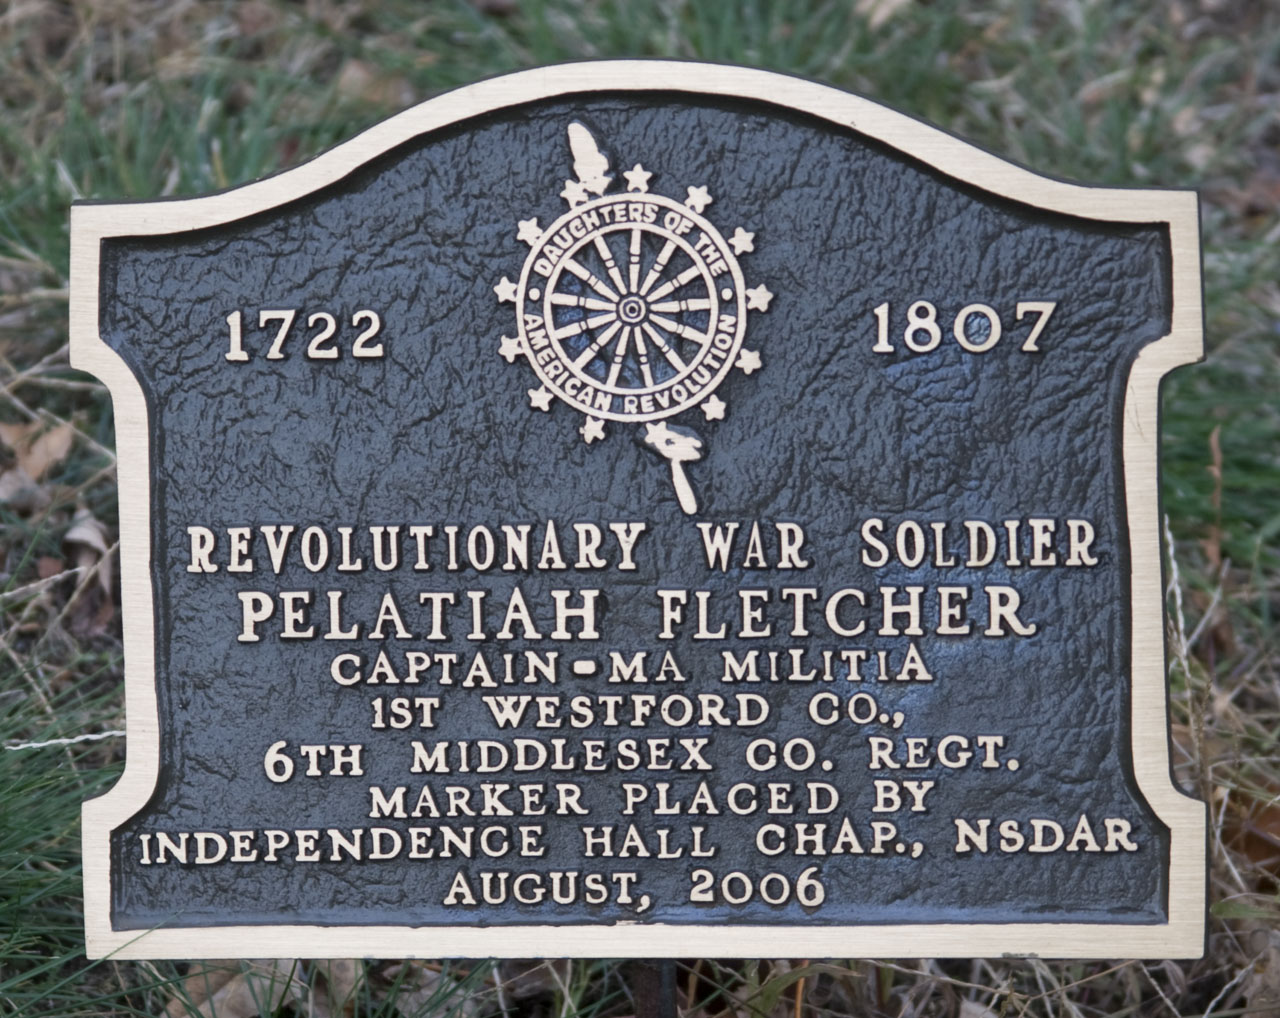 DAUGHTERS OF THE
AMERICAN REVOLUTION
1722 1807
REVOLUTIONARY WAR SOLDIER
PELATIAH FLETCHER
CAPTAIN-MA MILITIA
1ST WESTFORD CO.,
6TH MIDDLESEX CO. REGT.
MARKER PLACED BY
INDEPENDENCE HALL CHAP., NSDAR
AUGUST, 2006